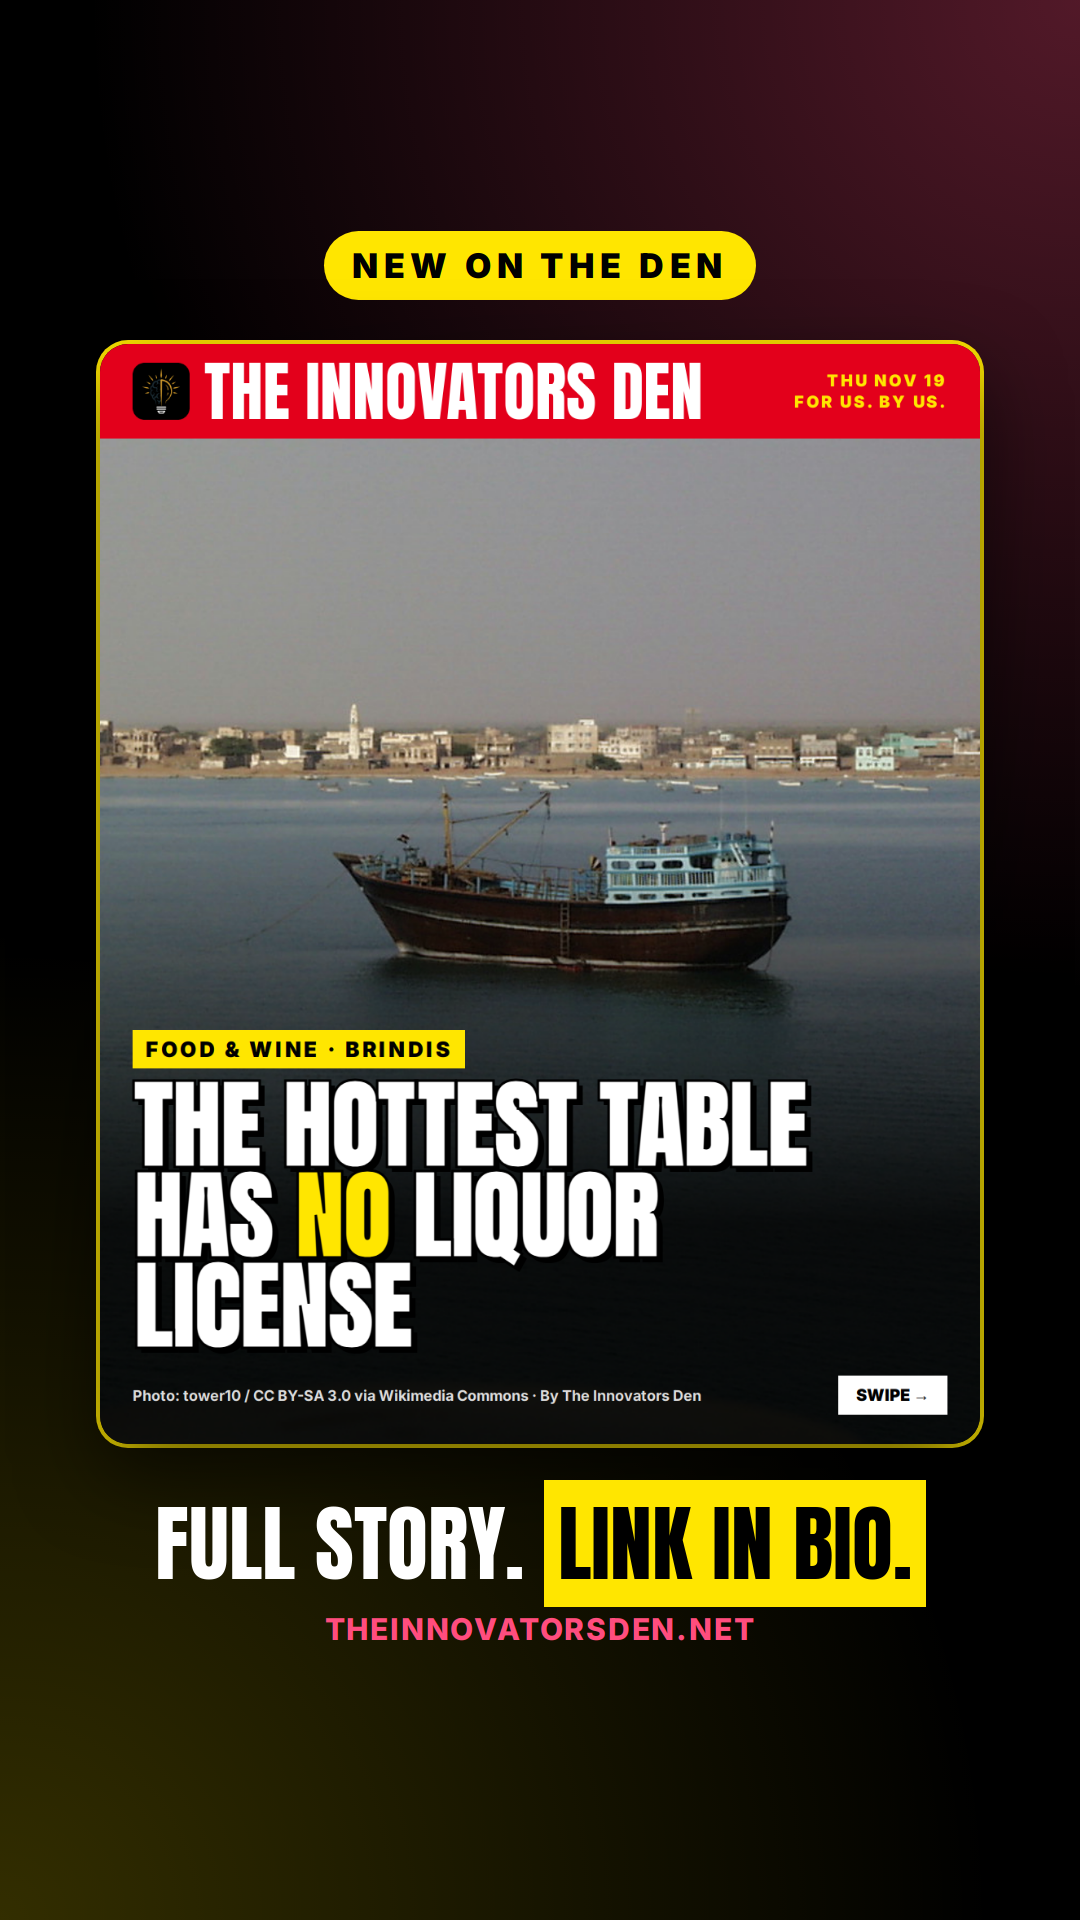 NEW ON THE DEN
THE INNOVATORS DEN
THU NOV 19
FOR US. BY US.
FOOD & WINE · BRINDIS
THE HOTTEST TABLE
HAS NO LIQUOR
LICENSE
Photo: tower10 / CC BY-SA 3.0 via Wikimedia Commons · By The Innovators Den
SWIPE →
FULL STORY. LINK IN BIO.
THEINNOVATORSDEN.NET